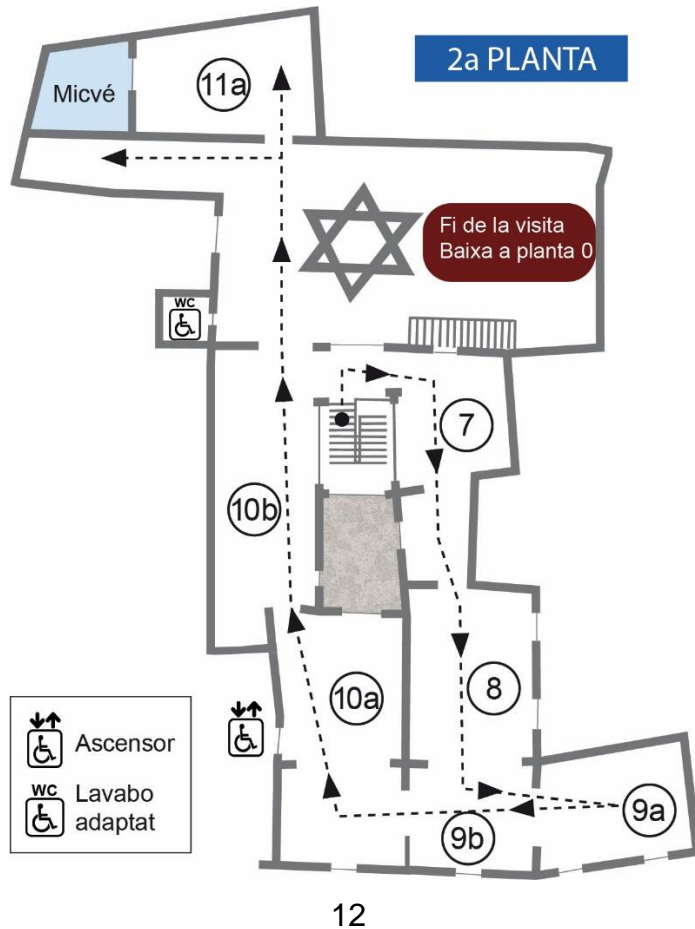 2a PLANTA
11a
Micvé
Fi de la visita
Baixa a planta 0
WC
7
10b
8
10a
Ascensor
WC
Lavabo
adaptat
9a
9b
12